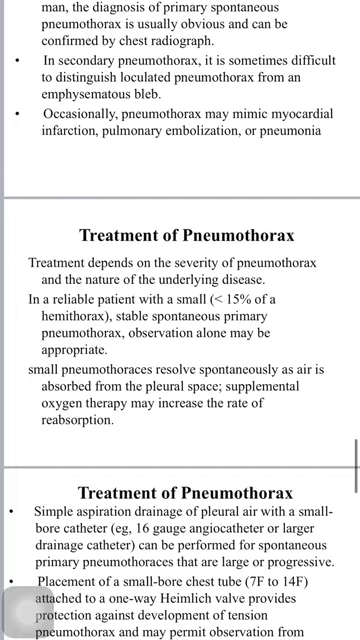 man, the diagnosis of primary spontaneous
pneumothorax is usually obvious and can be
confirmed by chest radiograph.
• In secondary pneumothorax, it is sometimes difficult
to distinguish loculated pneumothorax from an
emphysematous bleb.
• Occasionally, pneumothorax may mimic myocardial
infarction, pulmonary embolization, or pneumonia
Treatment of Pneumothorax
Treatment depends on the severity of pneumothorax
and the nature of the underlying disease.
In a reliable patient with a small (< 15% of a
hemithorax), stable spontaneous primary
pneumothorax, observation alone may be
appropriate.
small pneumothoraces resolve spontaneously as air is
absorbed from the pleural space; supplemental
oxygen therapy may increase the rate of
reabsorption.
Treatment of Pneumothorax
• Simple aspiration drainage of pleural air with a small-
bore catheter (eg, 16 gauge angiocatheter or larger
drainage catheter) can be performed for spontaneous
primary pneumothoraces that are large or progressive.
• Placement of a small-bore chest tube (7F to 14F)
attached to a one-way Heimlich valve provides
protection against development of tension
pneumothorax and may permit observation from